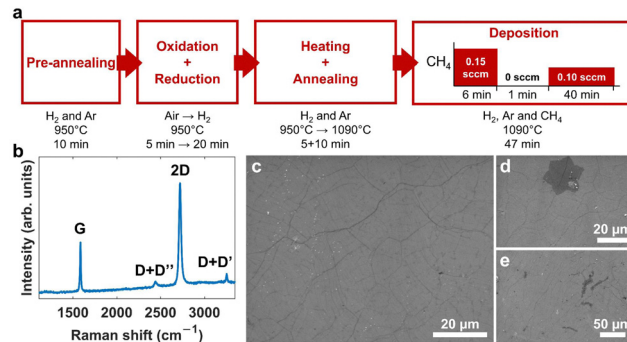 a
Pre-annealing
Oxidation
+
Reduction
Heating
+
Annealing
Deposition
CH4
0.15
sccm
0 sccm
0.10 sccm
6 min
1 min
40 min
H2 and Ar
950°C
10 min
Air → H2
950°C
5 min → 20 min
H2 and Ar
950°C → 1090°C
5+10 min
H2, Ar and CH4
1090°C
47 min
b
Intensity (arb. units)
G
D+D''
2D
D+D'
1500
2000
2500
3000
Raman shift (cm−1)
c
20 µm
d
20 µm
e
50 µm